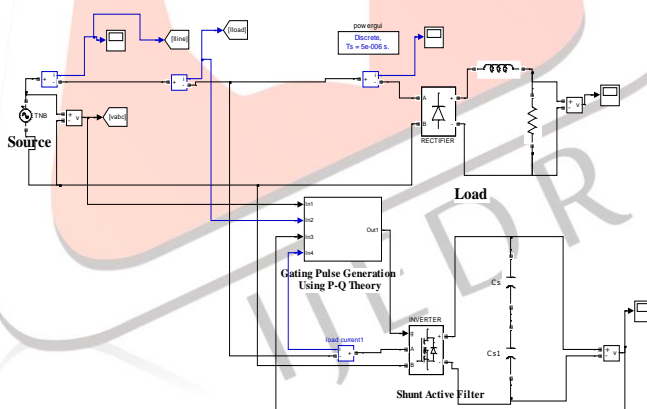 [Iline]
[Iload]
powergui
Discrete,
Ts = 5e-006 s.
+
i
-
+
i
-
+
i
-
TNB
Source
+
-
v
[vabc]
A
B
+
-
RECTIFIER
+
-
v
Load
In1
In2
In3
In4
Out1
Gating Pulse Generation
Using P-Q Theory
load current1
INVERTER
g
A
B
+
-
Cs
Cs1
+
-
v
Shunt Active Filter
IJEDR